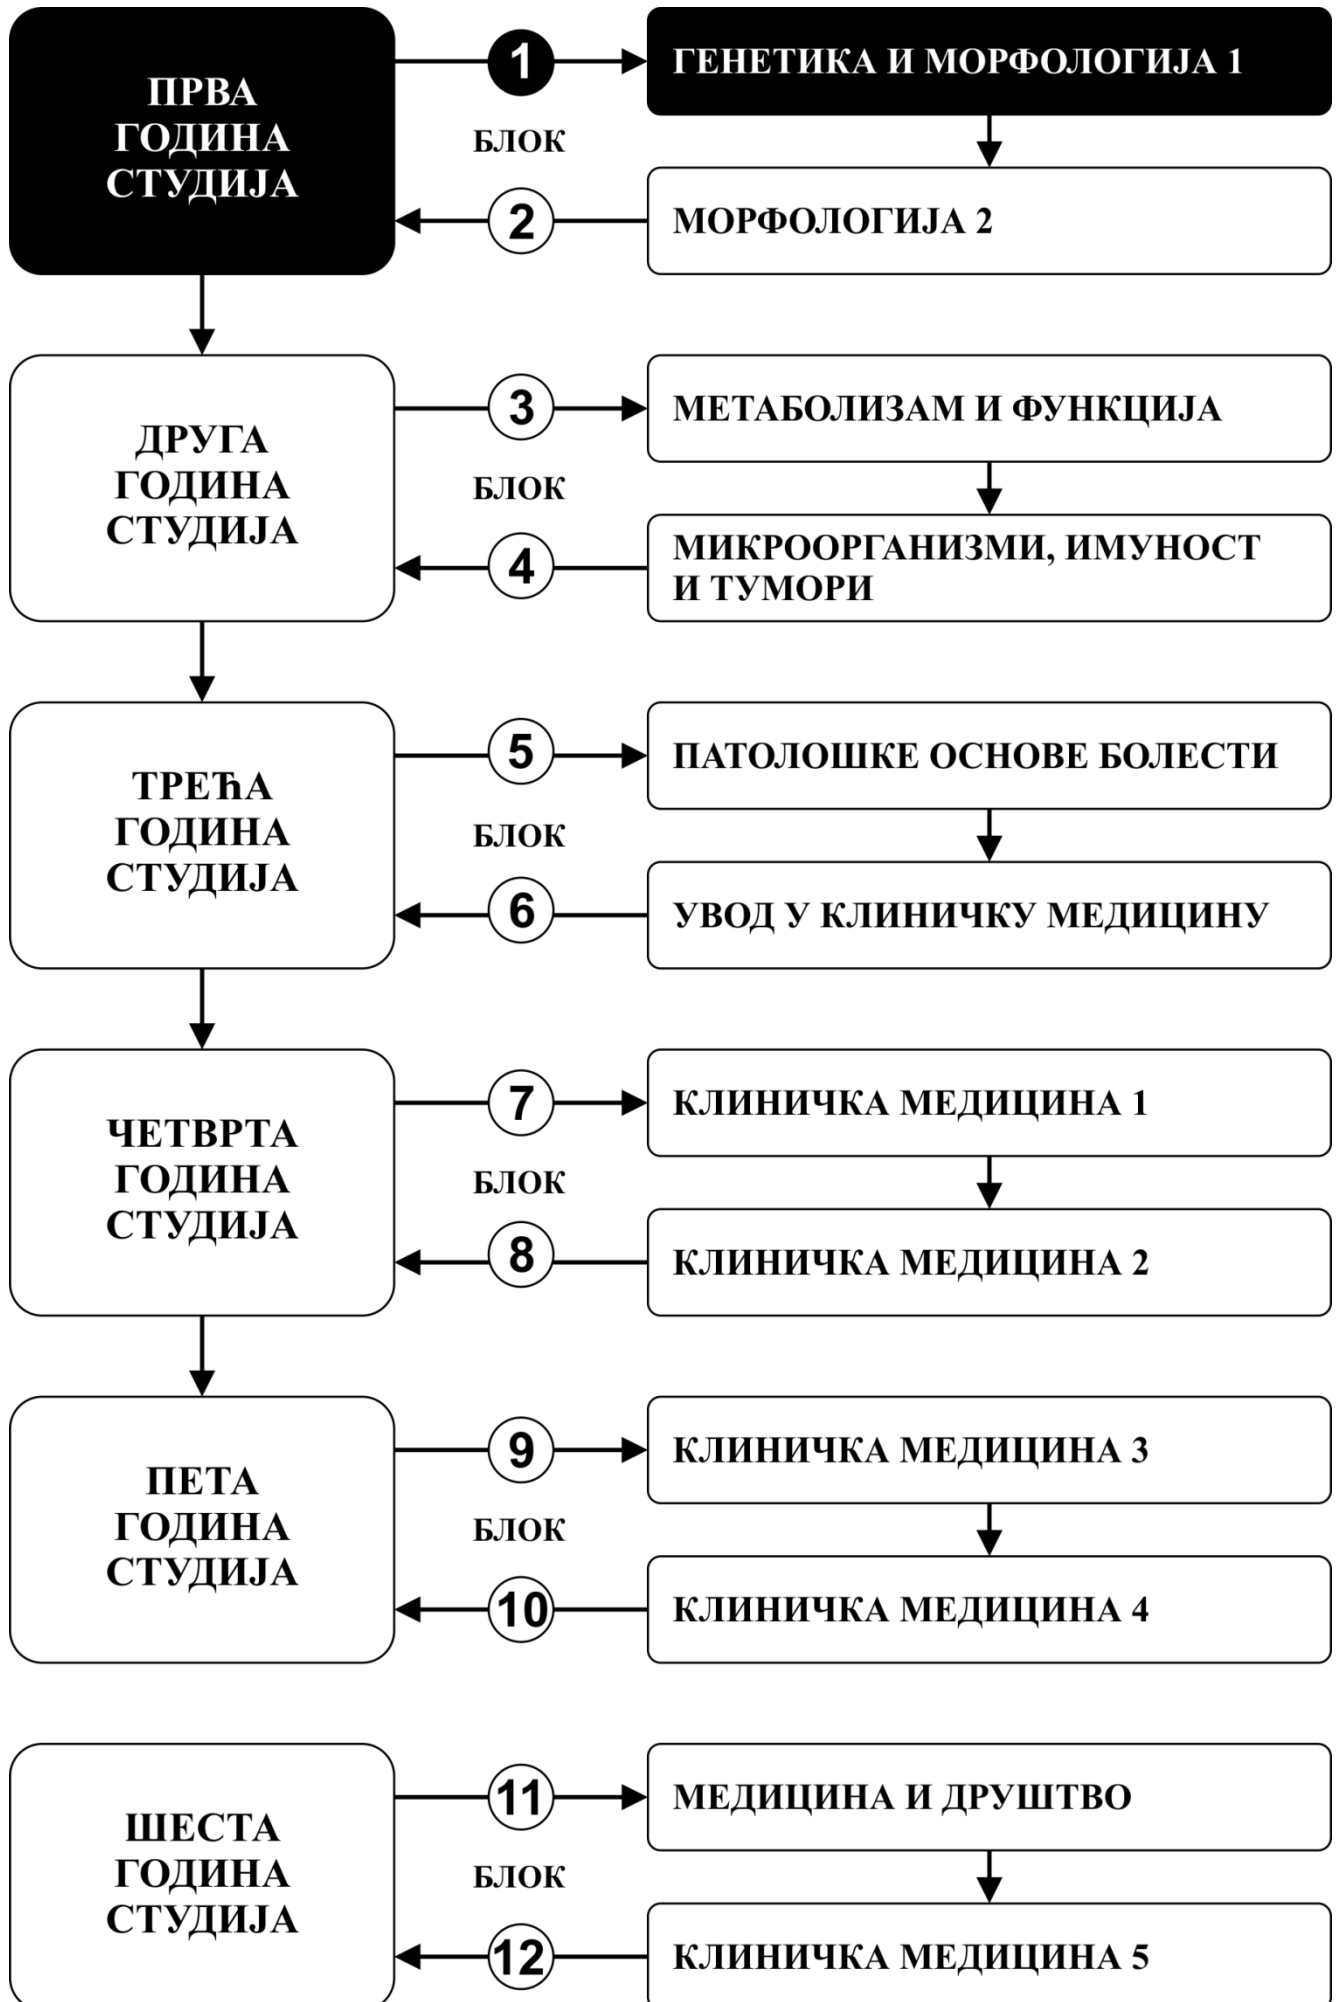 ПРВА
ГОДИНА
СТУДИЈА
1
ГЕНЕТИКА И МОРФОЛОГИЈА 1
БЛОК
2
МОРФОЛОГИЈА 2
ДРУГА
ГОДИНА
СТУДИЈА
3
МЕТАБОЛИЗАМ И ФУНКЦИЈА
БЛОК
4
МИКРООРГАНИЗМИ, ИМУНОСТ
И ТУМОРИ
ТРЕЋА
ГОДИНА
СТУДИЈА
5
ПАТОЛОШКЕ ОСНОВЕ БОЛЕСТИ
БЛОК
6
УВОД У КЛИНИЧКУ МЕДИЦИНУ
ЧЕТВРТА
ГОДИНА
СТУДИЈА
7
КЛИНИЧКА МЕДИЦИНА 1
БЛОК
8
КЛИНИЧКА МЕДИЦИНА 2
ПЕТА
ГОДИНА
СТУДИЈА
9
КЛИНИЧКА МЕДИЦИНА 3
БЛОК
10
КЛИНИЧКА МЕДИЦИНА 4
ШЕСТА
ГОДИНА
СТУДИЈА
11
МЕДИЦИНА И ДРУШТВО
БЛОК
12
КЛИНИЧКА МЕДИЦИНА 5